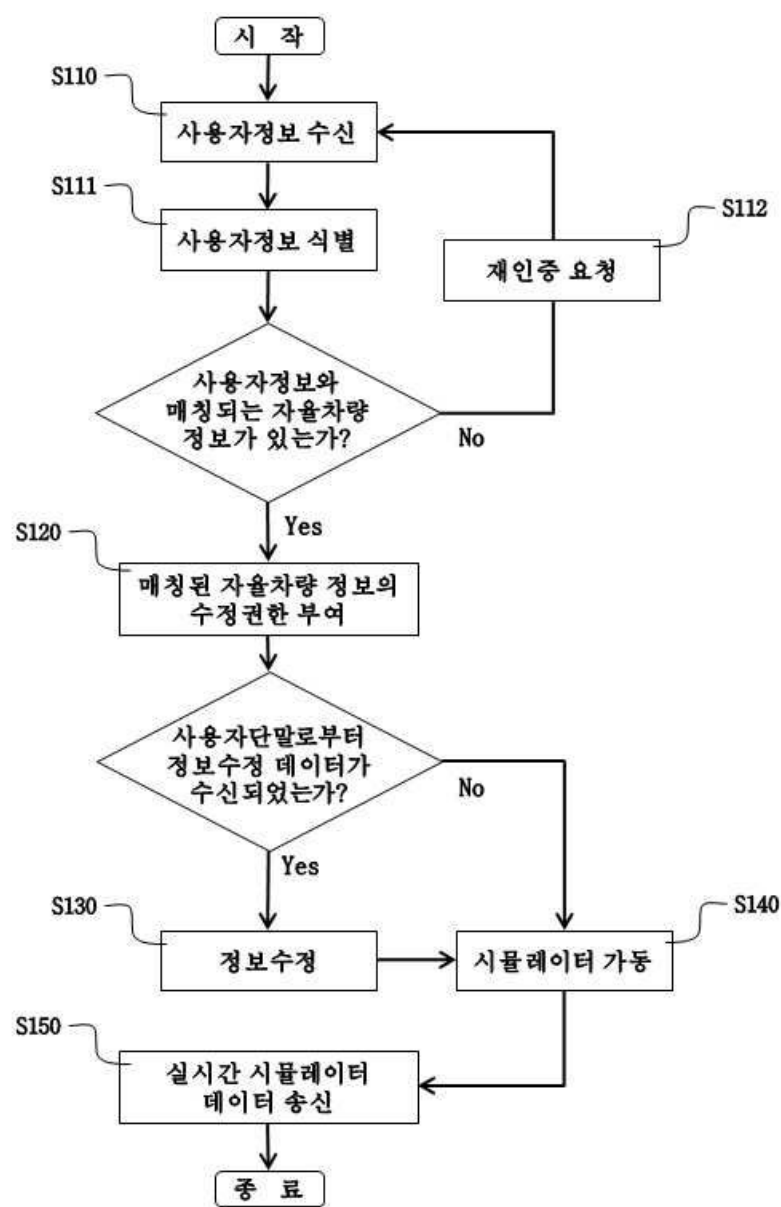 시 작
S110
사용자정보 수신
S111
사용자정보 식별
S112
재인증 요청
사용자정보와
매칭되는 자율차량
정보가 있는가?
No
Yes
S120
매칭된 자율차량 정보의
수정권한 부여
사용자단말로부터
정보수정 데이터가
수신되었는가?
No
Yes
S130
정보수정
S140
시뮬레이터 가동
S150
실시간 시뮬레이터
데이터 송신
종 료